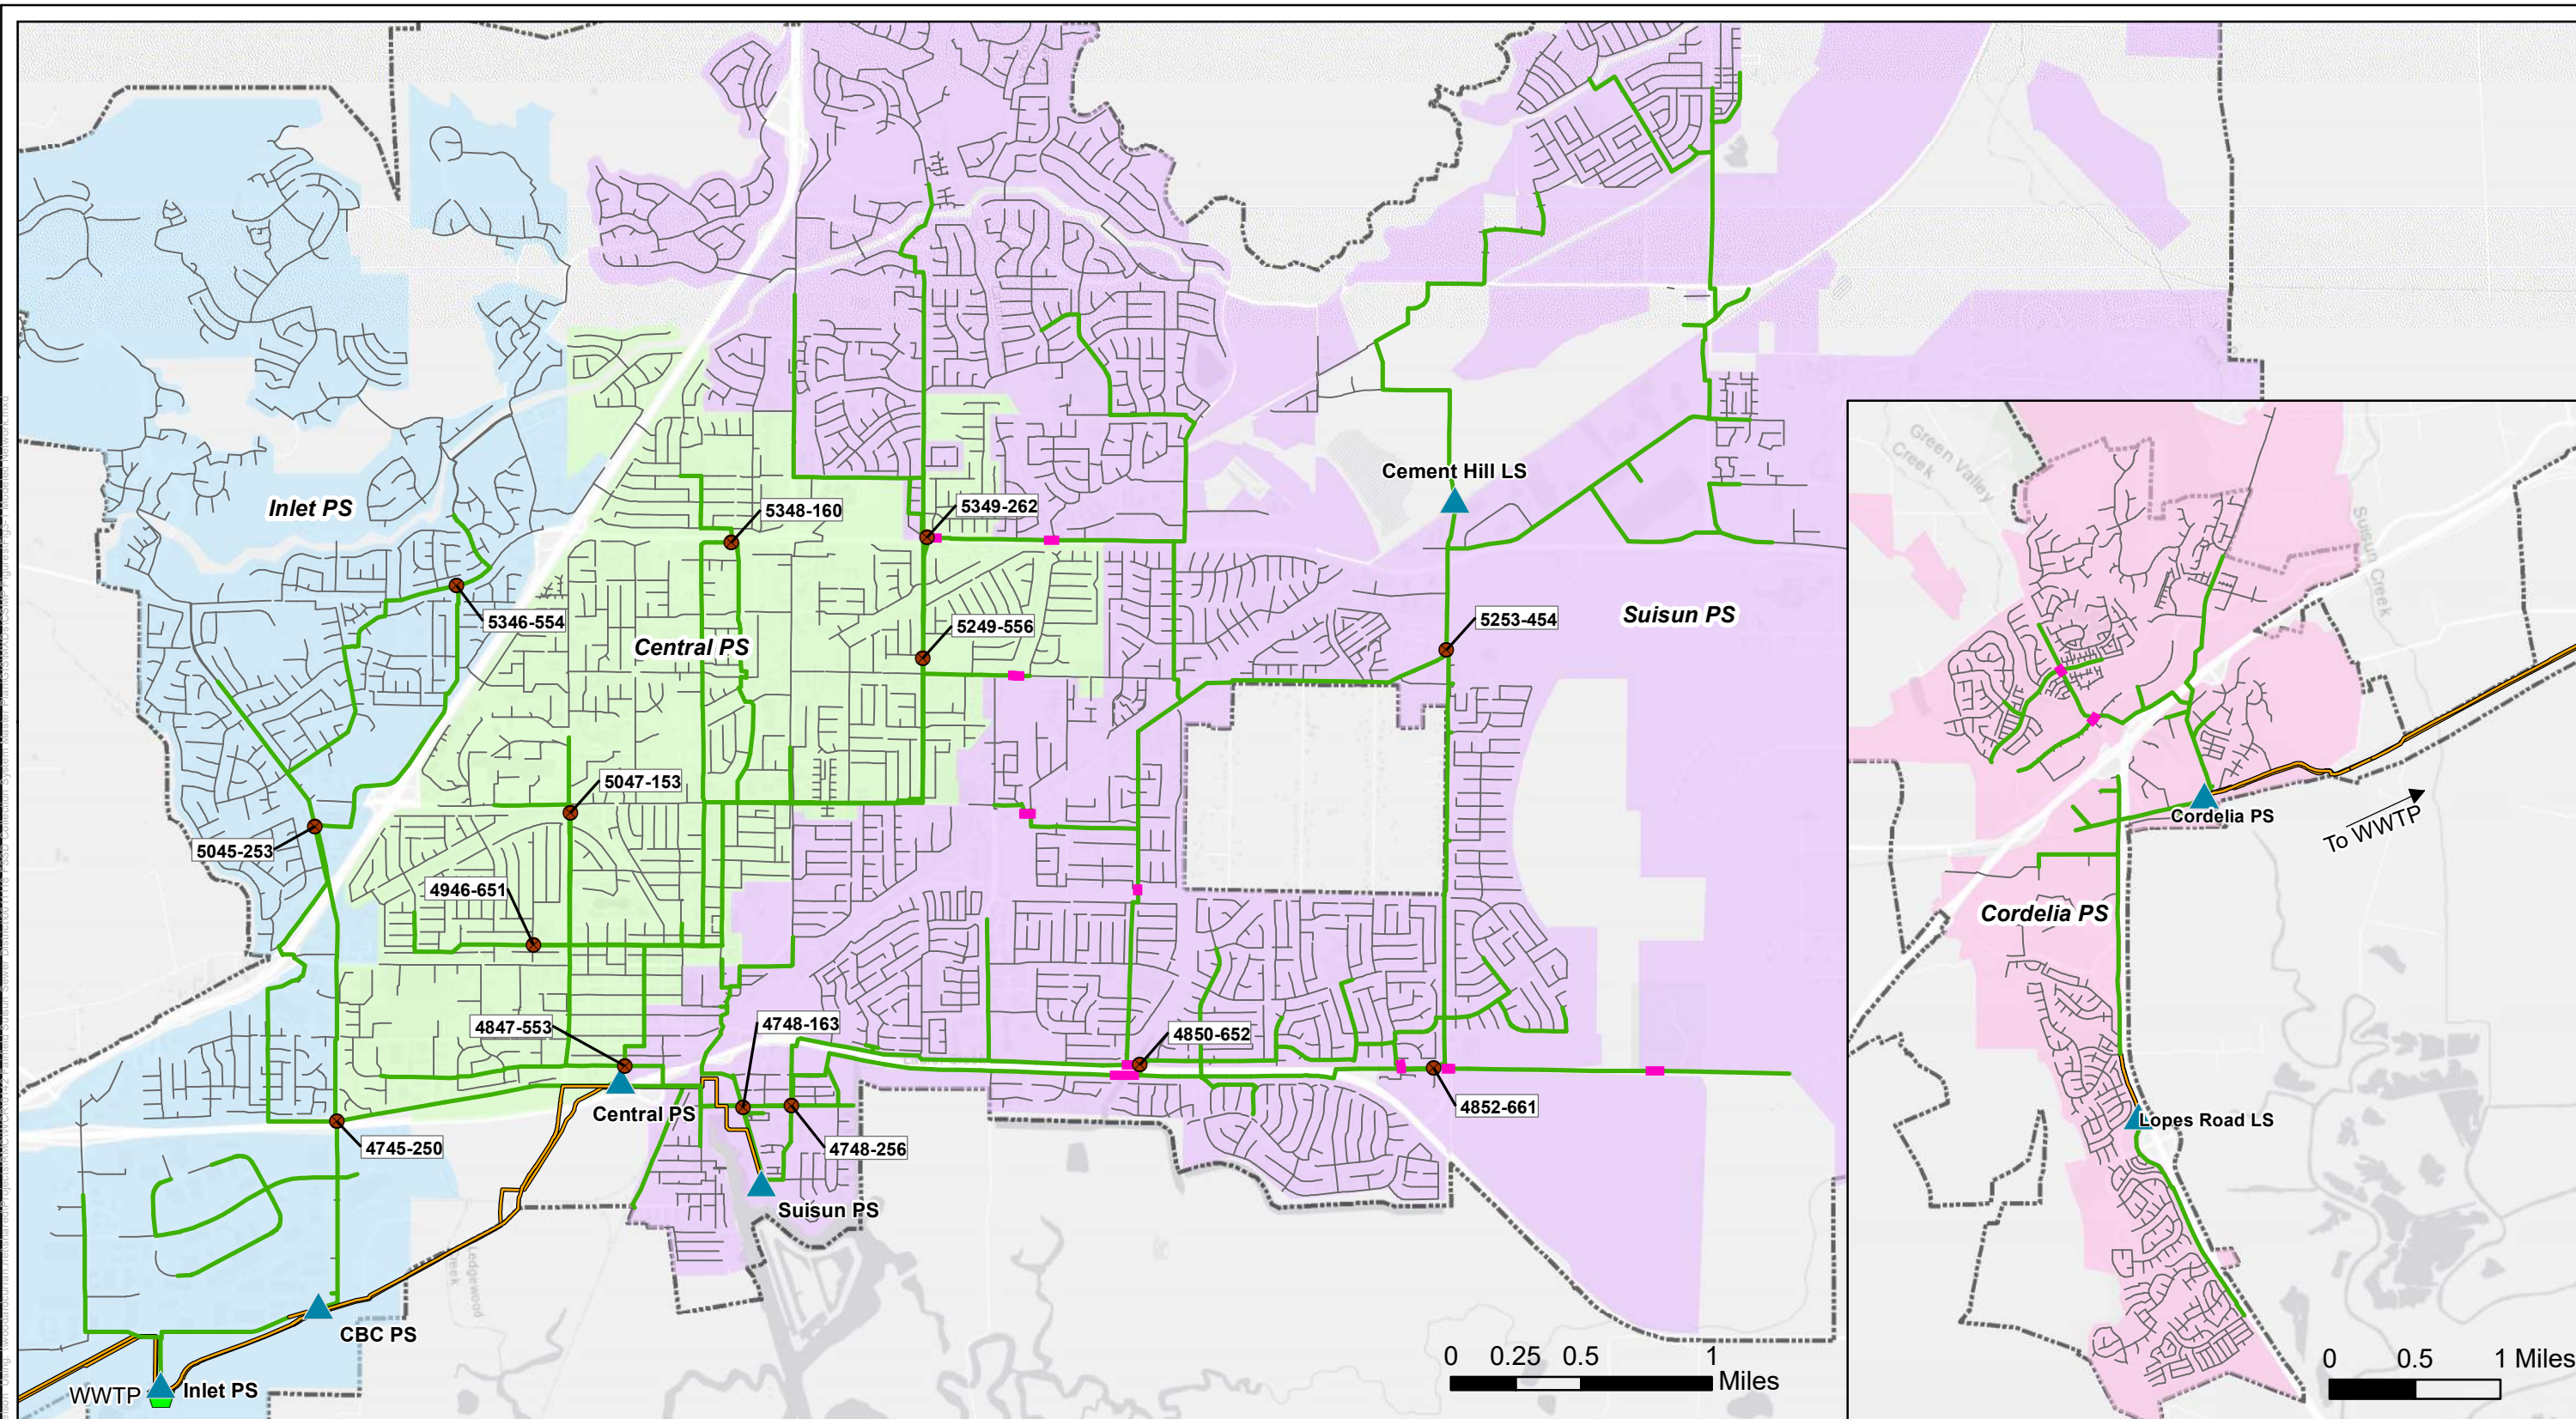 Cement Hill LS
Inlet PS
5348-160
5349-262
5346-554
Central PS
5249-556
5253-454
Suisun PS
5047-153
5045-253
4946-651
4847-553
4748-163
4850-652
Central PS
4852-661
4745-250
4748-256
Suisun PS
Ledgewood
Creek
CBC PS
WWTP
Inlet PS
0 0.25 0.5 1
Miles
Green Valley
Creek
Suisun Creek
Cordelia PS
To WWTP
Cordelia PS
Lopes Road LS
0 0.5 1 Miles